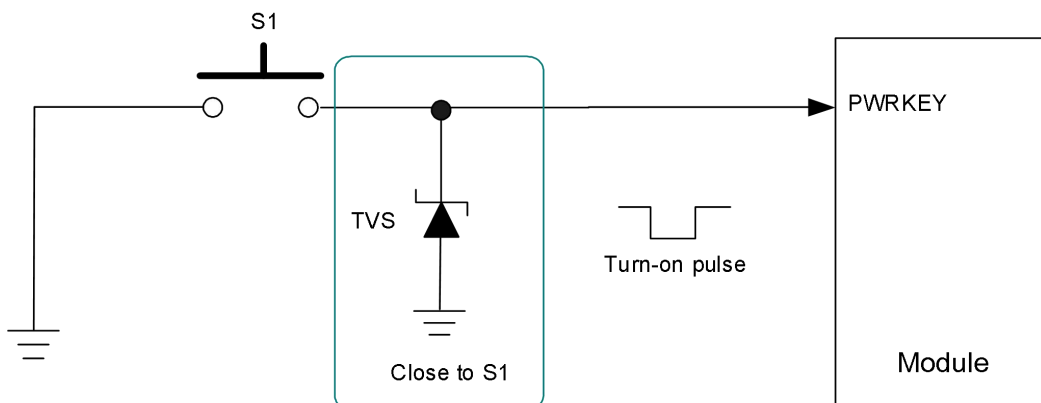 S1
PWRKEY
TVS
Turn-on pulse
Close to S1
Module